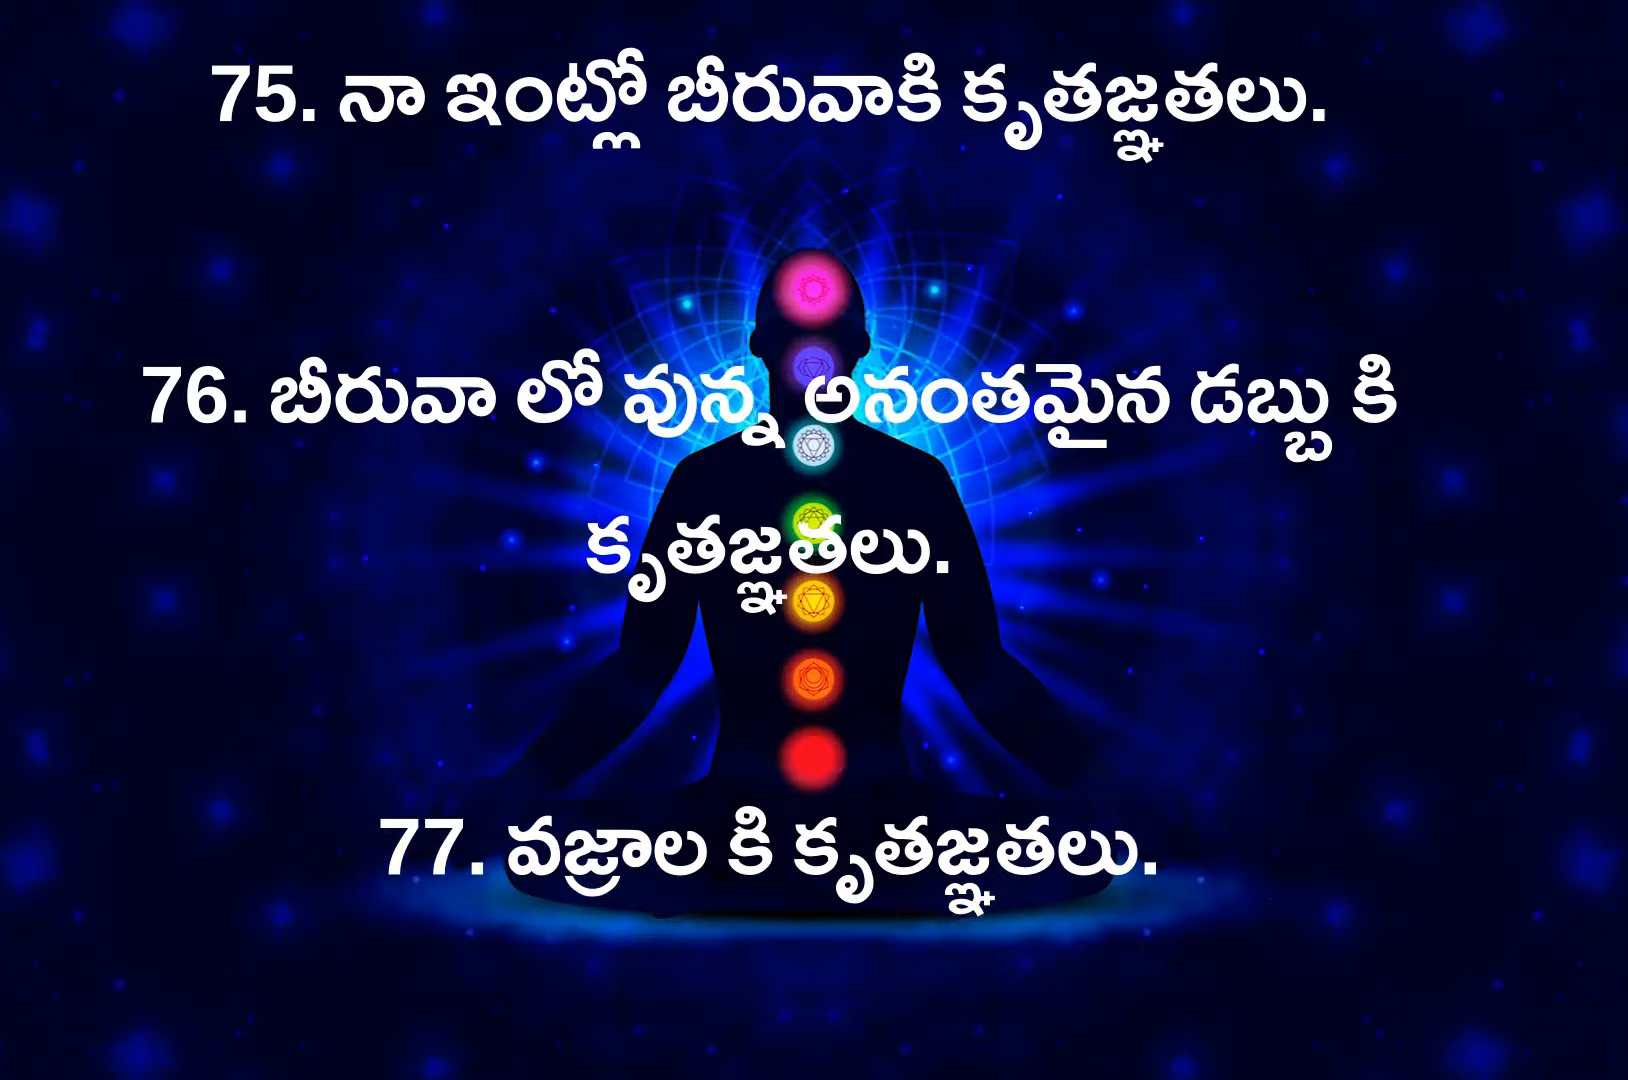 75. నా ఇంట్లో బీరువాకి కృతజ్ఞతలు.
76. బీరువా లో వున్న అనంతమైన డబ్బు కి
కృతజ్ఞతలు.
77. వజ్రాల కి కృతజ్ఞతలు.